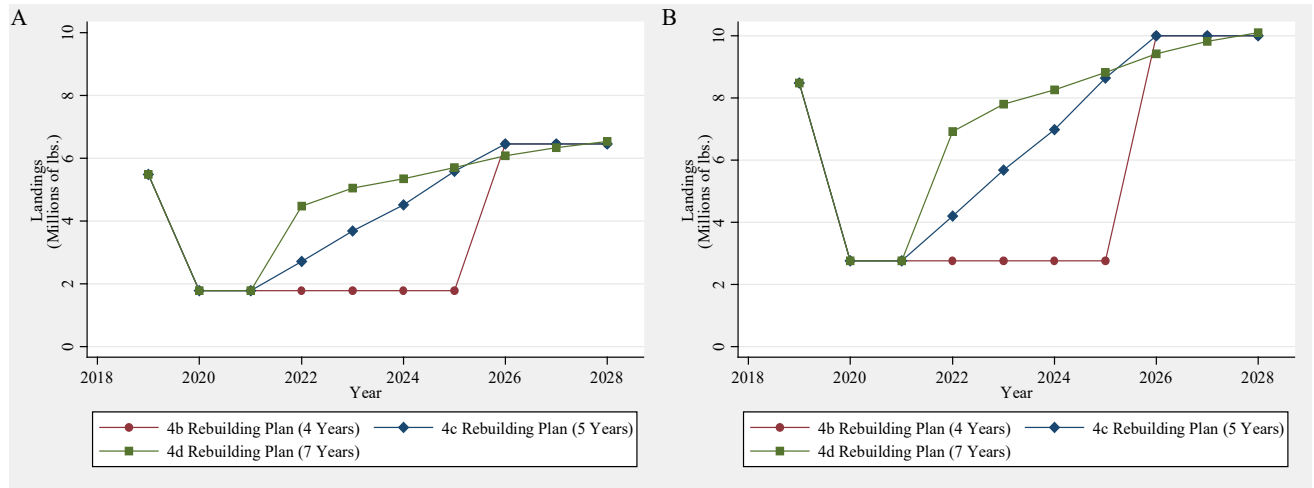 A
10
8
6
4
2
0
Landings
(Millions of lbs.)
2018 2020 2022 2024 2026 2028
Year
4b Rebuilding Plan (4 Years) 4c Rebuilding Plan (5 Years)
4d Rebuilding Plan (7 Years)
B
10
8
6
4
2
0
Landings
(Millions of lbs.)
2018 2020 2022 2024 2026 2028
Year
4b Rebuilding Plan (4 Years) 4c Rebuilding Plan (5 Years)
4d Rebuilding Plan (7 Years)